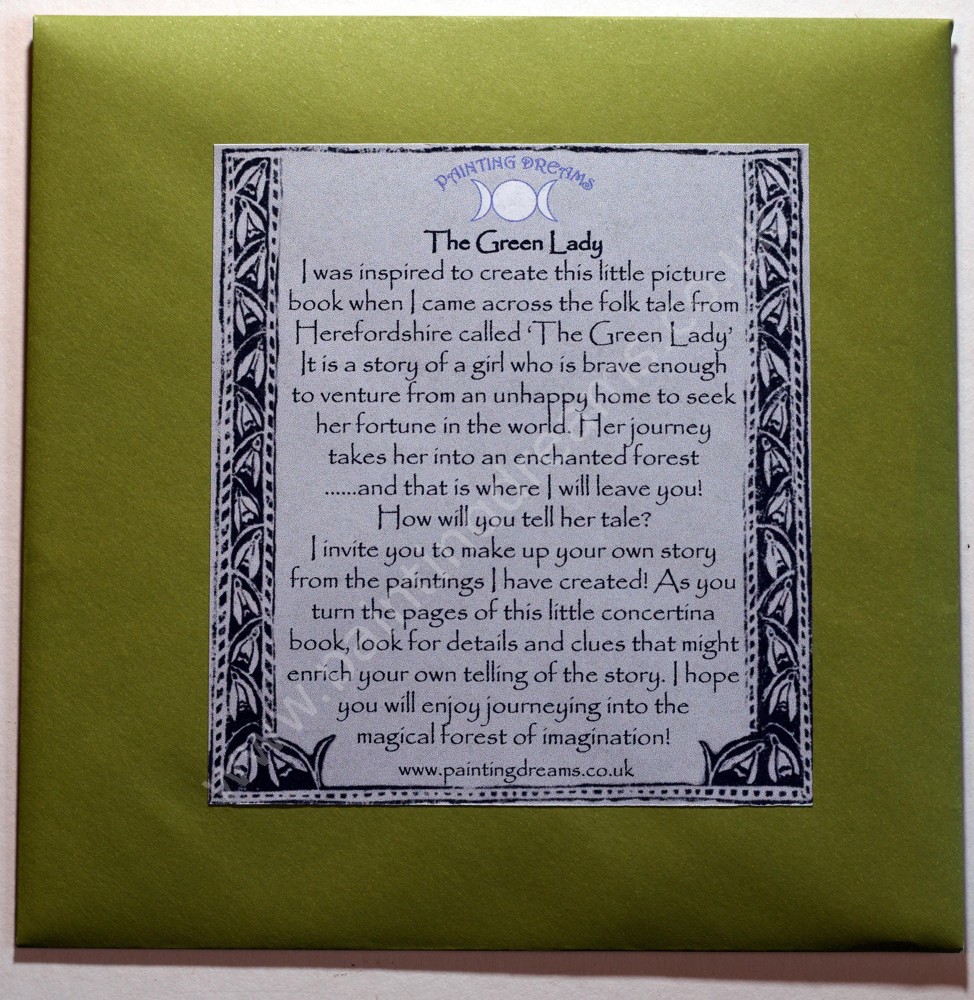 PAINTING DREAMS
The Green Lady
I was inspired to create this little picture
book when I came across the folk tale from
Herefordshire called ‘The Green Lady’
It is a story of a girl who is brave enough
to venture from an unhappy home to seek
her fortune in the world. Her journey
takes her into an enchanted forest
......and that is where I will leave you!
How will you tell her tale?
I invite you to make up your own story
from the paintings I have created! As you
turn the pages of this little concertina
book, look for details and clues that might
enrich your own telling of the story. I hope
you will enjoy journeying into the
magical forest of imagination!
www.paintingdreams.co.uk
www.paintingdreams.co.uk